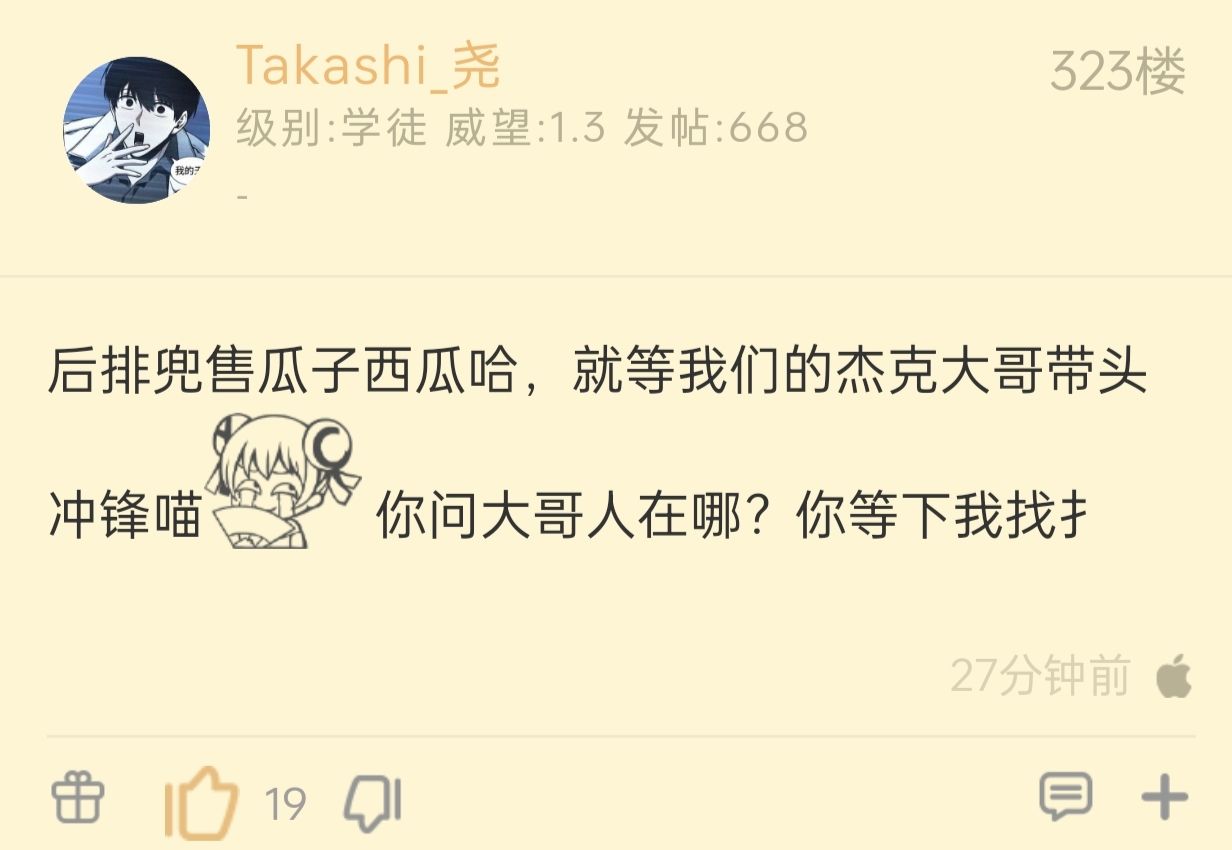 Takashi_尧
323楼
级别:学徒 威望:1.3 发帖:668
-
我的
后排兜售瓜子西瓜哈，就等我们的杰克大哥带头
冲锋喵 你问大哥人在哪？你等下我找扌
27分钟前
19